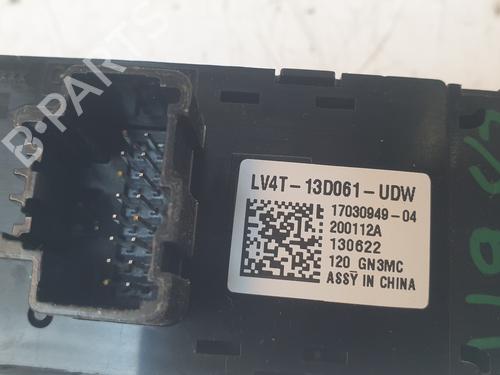 B-PARTS
LV4T-13D061-UDW
17030949-04
200112A
130622
120 GN3MC
ASSY IN CHINA